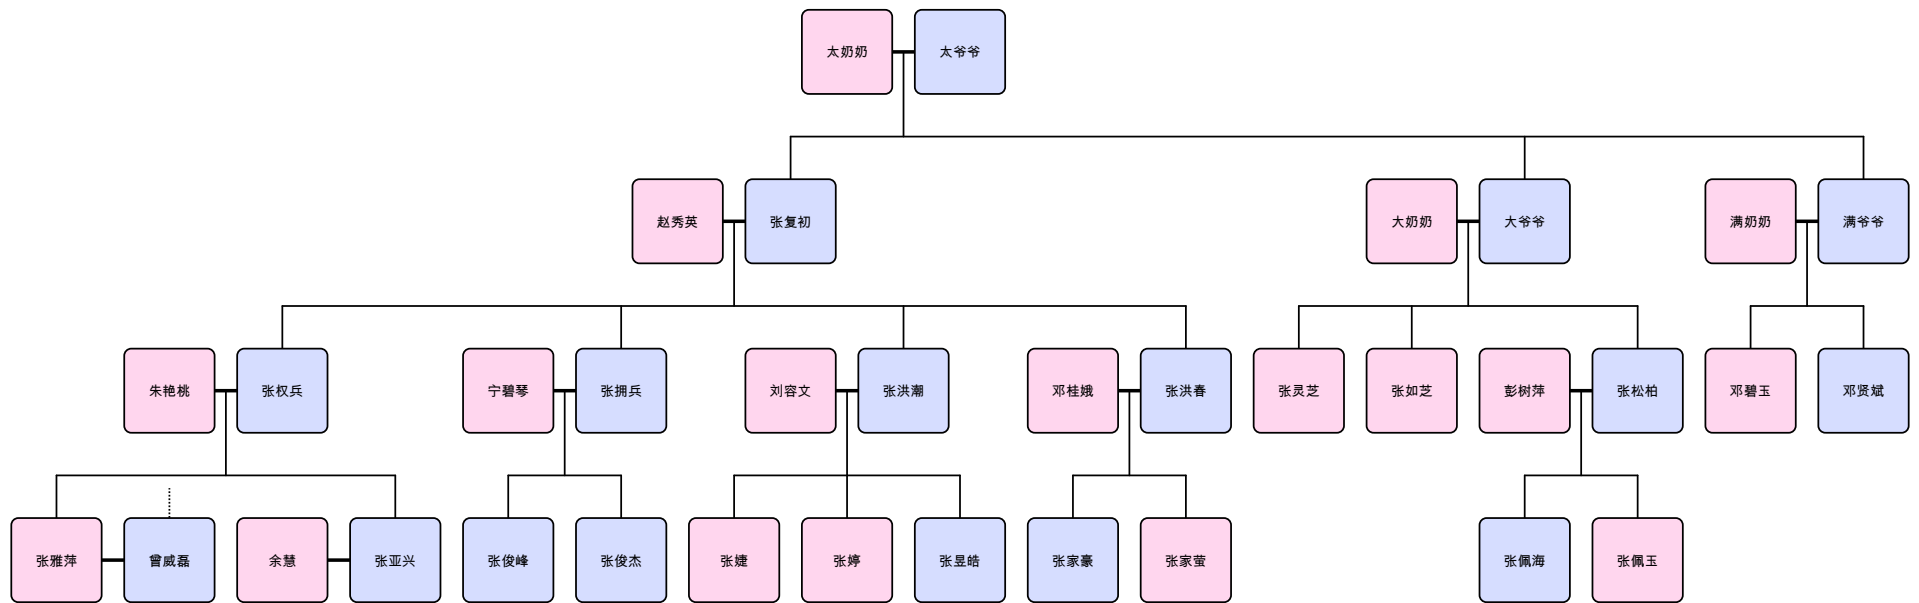 太奶奶
太爷爷
赵秀英
张复初
大奶奶
大爷爷
满奶奶
满爷爷
朱艳桃
张权兵
宁碧琴
张拥兵
刘容文
张洪潮
邓桂娥
张洪春
张灵芝
张如芝
彭树萍
张松柏
邓碧玉
邓贤斌
张雅萍
曾威磊
余慧
张亚兴
张俊峰
张俊杰
张婕
张婷
张昱皓
张家豪
张家萤
张佩海
张佩玉